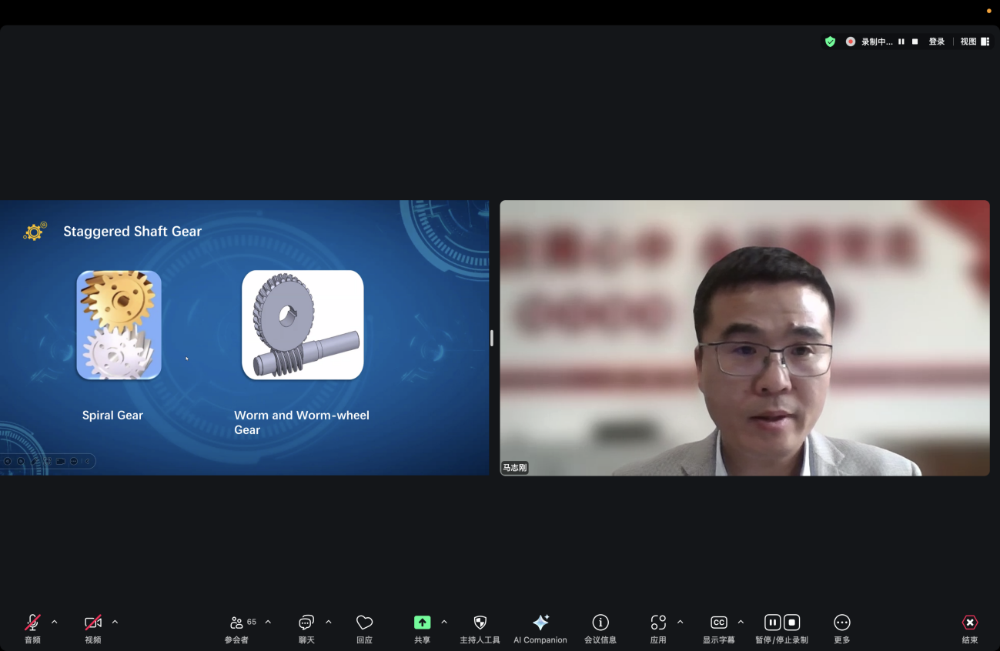 录制中...
登录
视图
Staggered Shaft Gear
Spiral Gear
Worm and Worm-wheel
Gear
马志刚
65
CC
音频
视频
参会者
聊天
回应
共享
主持人工具
AI Companion
会议信息
应用
显示字幕
暂停/停止录制
更多
结束